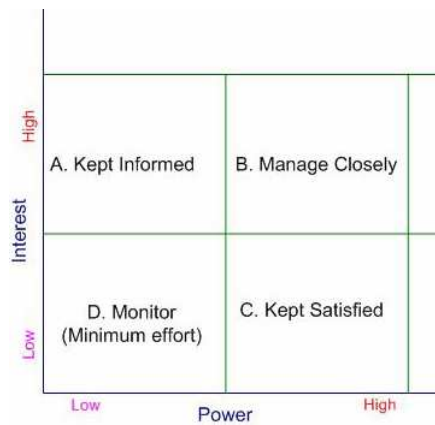 High
A. Kept Informed
B. Manage Closely
Interest
D. Monitor
(Minimum effort)
C. Kept Satisfied
Low
Low
Power
High